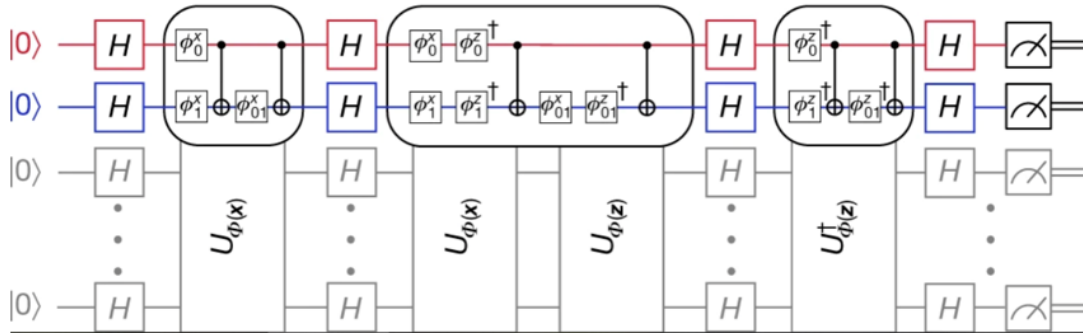 |0⟩ H ϕ₀ˣ H ϕ₀ˣ ϕ₀ᶻ † H ϕ₀ᶻ † H
|0⟩ H ϕ₁ˣ ϕ₀₁ˣ H ϕ₁ˣ ϕ₁ᶻ † ϕ₀₁ˣ ϕ₀₁ᶻ † H ϕ₁ᶻ † ϕ₀₁ᶻ † H
|0⟩ H H H H
U_Φ(x) U_Φ(x) U_Φ(z) U†_Φ(z)
|0⟩ H H H H